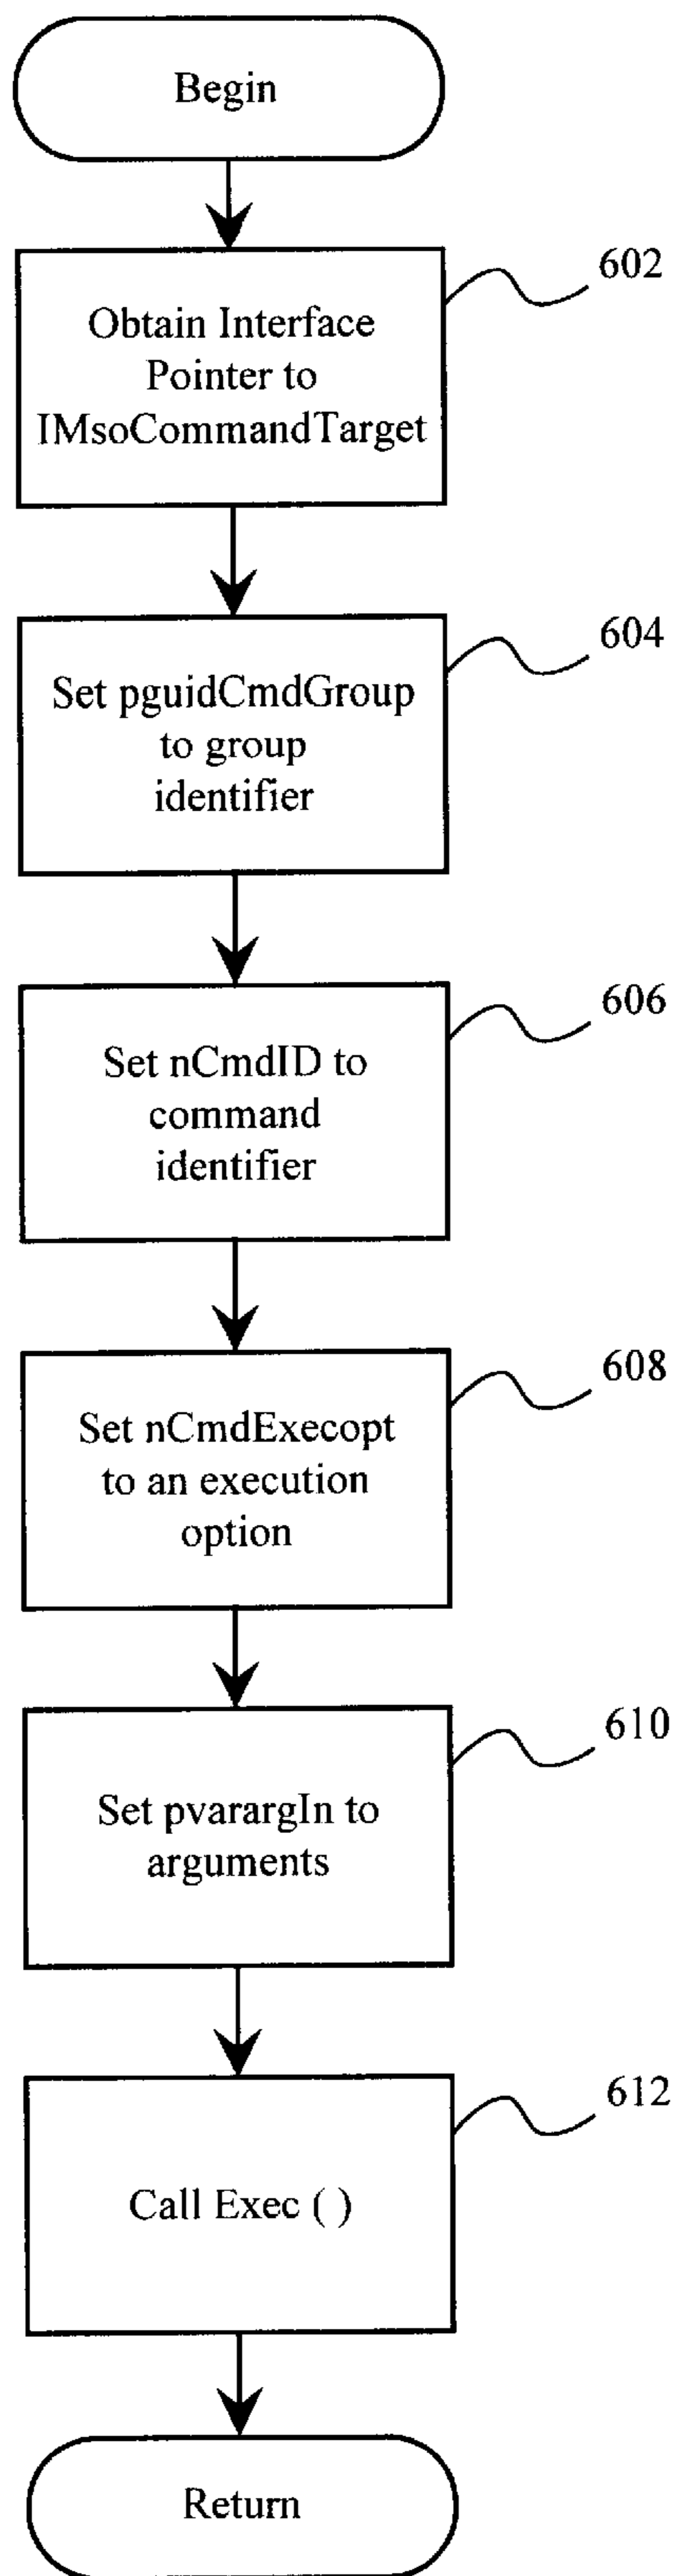 Begin
602
Obtain Interface
Pointer to
IMsoCommandTarget
604
Set pguidCmdGroup
to group
identifier
606
Set nCmdID to
command
identifier
608
Set nCmdExecopt
to an execution
option
610
Set pvarargIn to
arguments
612
Call Exec ( )
Return